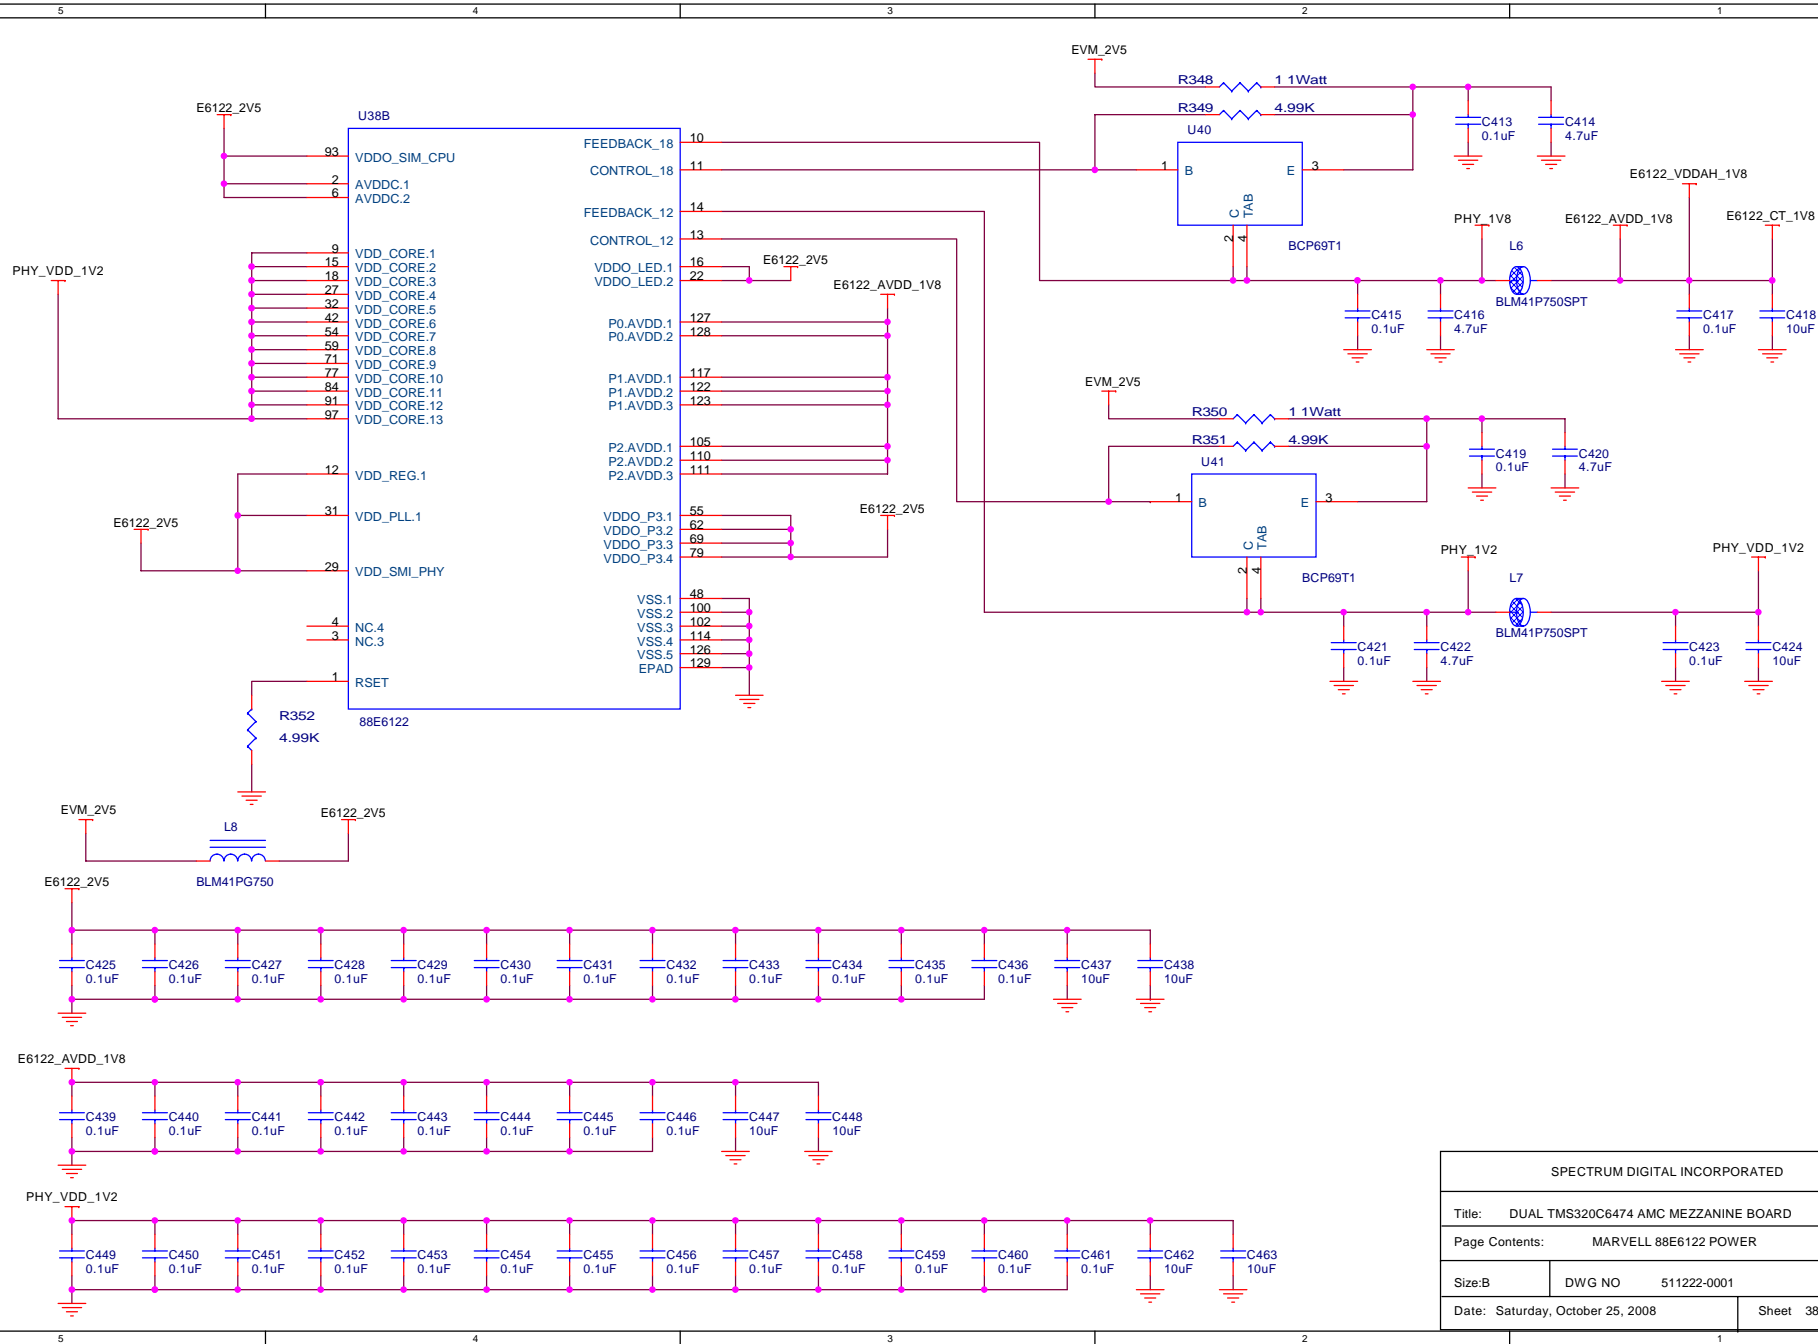 5 4 3 2 1
EVM_2V5
R348 1 1Watt
R349 4.99K
U40
1 B E 3
C
TAB
2 4
BCP69T1
C413 0.1uF
C414 4.7uF
E6122_VDDAH_1V8
PHY_1V8
E6122_AVDD_1V8
E6122_CT_1V8
L6
BLM41P750SPT
C415 0.1uF
C416 4.7uF
C417 0.1uF
C418 10uF
E6122_2V5
U38B
93 VDDO_SIM_CPU
2 AVDDC.1
6 AVDDC.2
PHY_VDD_1V2
9 VDD_CORE.1
15 VDD_CORE.2
18 VDD_CORE.3
27 VDD_CORE.4
32 VDD_CORE.5
42 VDD_CORE.6
54 VDD_CORE.7
59 VDD_CORE.8
71 VDD_CORE.9
77 VDD_CORE.10
84 VDD_CORE.11
91 VDD_CORE.12
97 VDD_CORE.13
12 VDD_REG.1
31 VDD_PLL.1
E6122_2V5
29 VDD_SMI_PHY
4 NC.4
3 NC.3
1 RSET
88E6122
R352
4.99K
FEEDBACK_18 10
CONTROL_18 11
FEEDBACK_12 14
CONTROL_12 13
VDDO_LED.1 16
VDDO_LED.2 22
E6122_2V5
E6122_AVDD_1V8
P0.AVDD.1 127
P0.AVDD.2 128
P1.AVDD.1 117
P1.AVDD.2 122
P1.AVDD.3 123
P2.AVDD.1 105
P2.AVDD.2 110
P2.AVDD.3 111
E6122_2V5
VDDO_P3.1 55
VDDO_P3.2 62
VDDO_P3.3 69
VDDO_P3.4 79
VSS.1 48
VSS.2 100
VSS.3 102
VSS.4 114
VSS.5 126
EPAD 129
EVM_2V5
R350 1 1Watt
R351 4.99K
U41
1 B E 3
C
TAB
2 4
BCP69T1
C419 0.1uF
C420 4.7uF
PHY_1V2
PHY_VDD_1V2
L7
BLM41P750SPT
C421 0.1uF
C422 4.7uF
C423 0.1uF
C424 10uF
EVM_2V5
L8
E6122_2V5
BLM41PG750
E6122_2V5
C425 C426 C427 C428 C429 C430 C431 C432 C433 C434 C435 C436 C437 C438
0.1uF 0.1uF 0.1uF 0.1uF 0.1uF 0.1uF 0.1uF 0.1uF 0.1uF 0.1uF 0.1uF 0.1uF 10uF 10uF
E6122_AVDD_1V8
C439 C440 C441 C442 C443 C444 C445 C446 C447 C448
0.1uF 0.1uF 0.1uF 0.1uF 0.1uF 0.1uF 0.1uF 0.1uF 10uF 10uF
PHY_VDD_1V2
C449 C450 C451 C452 C453 C454 C455 C456 C457 C458 C459 C460 C461 C462 C463
0.1uF 0.1uF 0.1uF 0.1uF 0.1uF 0.1uF 0.1uF 0.1uF 0.1uF 0.1uF 0.1uF 0.1uF 0.1uF 10uF 10uF
SPECTRUM DIGITAL INCORPORATED
Title: DUAL TMS320C6474 AMC MEZZANINE BOARD
Page Contents: MARVELL 88E6122 POWER
Size:B DWG NO 511222-0001
Date: Saturday, October 25, 2008 Sheet 38
5 4 3 2 1